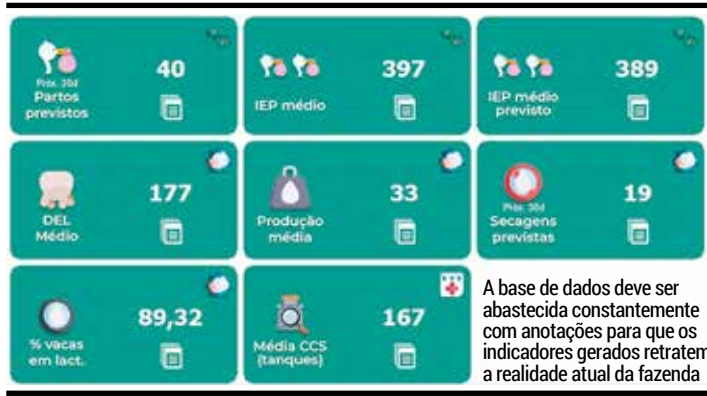 Próx. 30d
Partos
previstos
40
IEP médio
397
IEP médio
previsto
389
DEL
Médio
177
Produção
média
33
Próx. 30d
Secagens
previstas
19
% vacas
em lact.
89,32
Média CCS
(tanques)
167
A base de dados deve ser
abastecida constantemente
com anotações para que os
indicadores gerados retratem
a realidade atual da fazenda